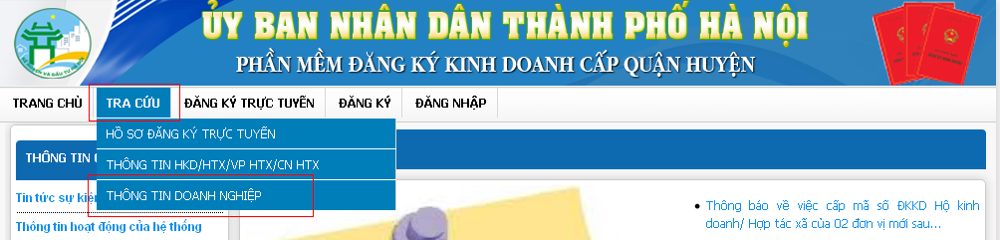 ỦY BAN NHÂN DÂN THÀNH PHỐ HÀ NỘI
PHẦN MỀM ĐĂNG KÝ KINH DOANH CẤP QUẬN HUYỆN
TRANG CHỦ TRA CỨU ĐĂNG KÝ TRỰC TUYẾN ĐĂNG KÝ ĐĂNG NHẬP
HỒ SƠ ĐĂNG KÝ TRỰC TUYẾN
THÔNG TIN HKD/HTX/VP HTX/CN HTX
THÔNG TIN DOANH NGHIỆP
THÔNG TIN
Tin tức sự kiện
Thông tin hoạt động của hệ thống
Thông báo về việc cấp mã số ĐKKD Hộ kinh
doanh/ Hợp tác xã của 02 đơn vị mới sau...